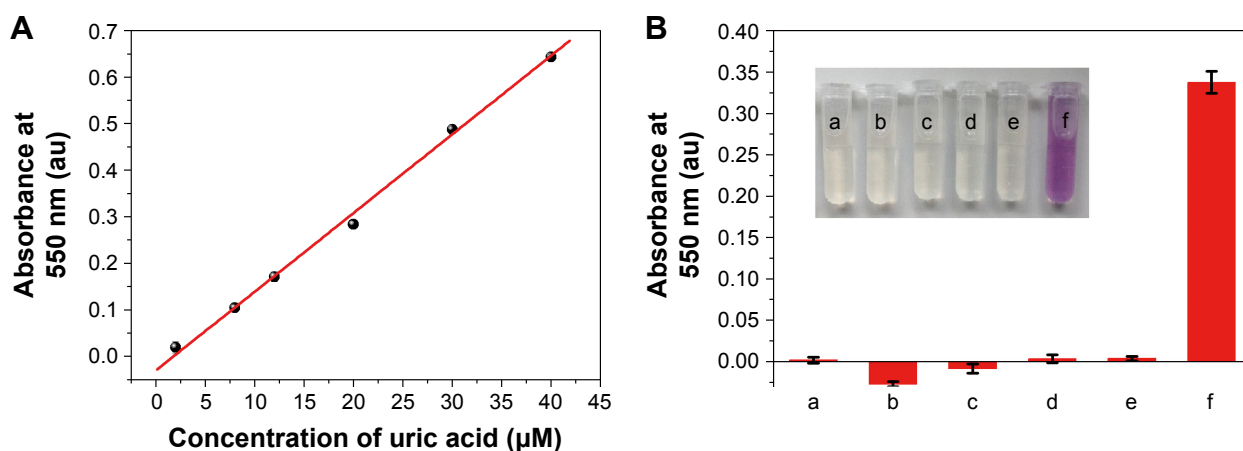 A
Absorbance at
550 nm (au)
0.7
0.6
0.5
0.4
0.3
0.2
0.1
0.0
0 5 10 15 20 25 30 35 40 45
Concentration of uric acid (µM)
B
Absorbance at
550 nm (au)
0.40
0.35
0.30
0.25
0.20
0.15
0.10
0.05
0.00
a b c d e f
a b c d e f